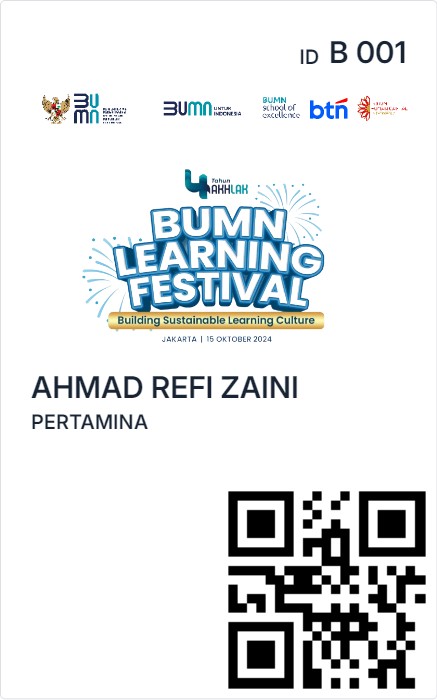 ID B 001
BUMN
BUMN UNTUK INDONESIA
BUMN school of excellence
btn
4 Tahun AKHLAK
BUMN
LEARNING
FESTIVAL
Building Sustainable Learning Culture
JAKARTA | 15 OKTOBER 2024
AHMAD REFI ZAINI
PERTAMINA